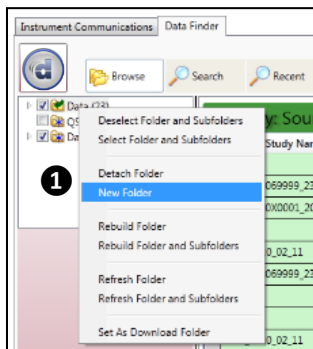 Instrument Communications Data Finder
d Browse Search Recent
Data (23)
QS
Da
y: Sou
Study Nar
Deselect Folder and Subfolders
Select Folder and Subfolders
Detach Folder
069999_23
1 New Folder
0X0001_20
Rebuild Folder
Rebuild Folder and Subfolders
0_02_11
069999_23
Refresh Folder
Refresh Folder and Subfolders
Set As Download Folder
0_02_11